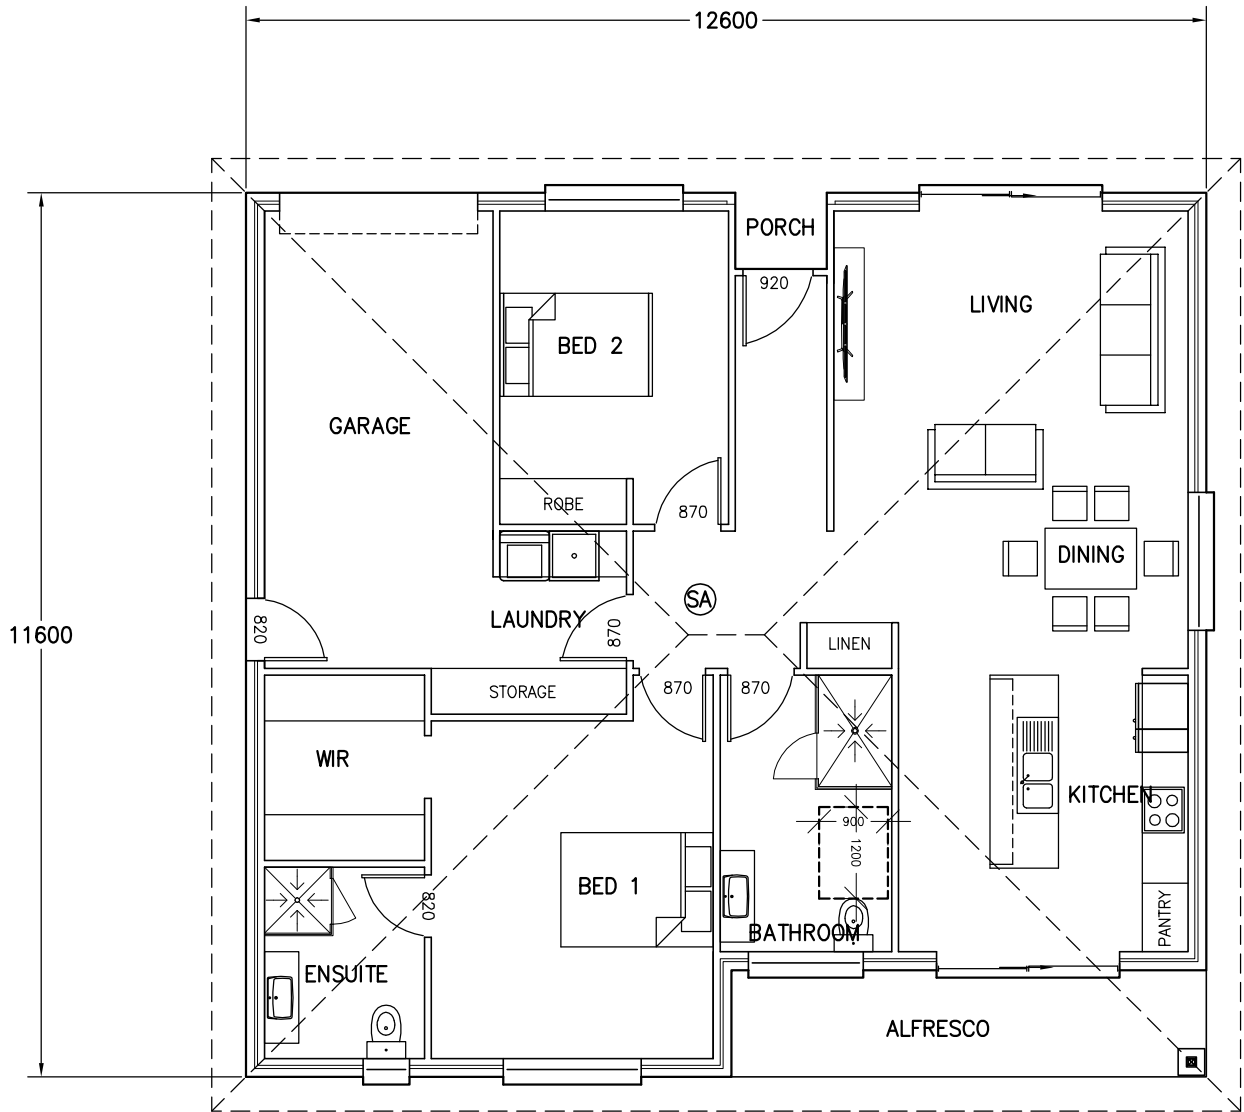 12600
PORCH
920
LIVING
BED 2
GARAGE
ROBE
870
DINING
11600
SA
LAUNDRY
820
870
LINEN
STORAGE
870
870
WIR
KITCHEN
900
1200
BED 1
820
PANTRY
BATHROOM
ENSUITE
ALFRESCO